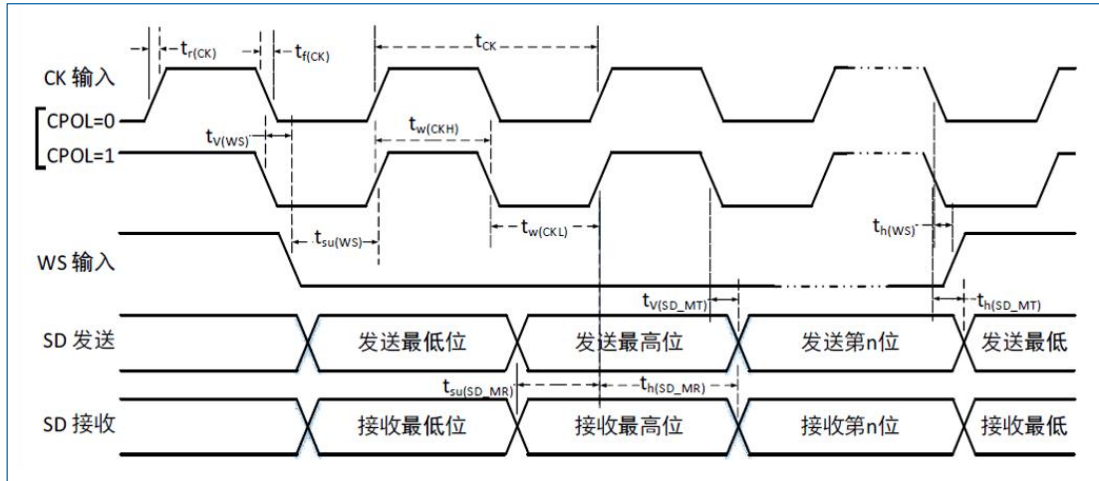 tr(CK)
tf(CK)
tCK
CK 输入
CPOL=0
tV(WS)
tw(CKH)
CPOL=1
tsu(WS)
tw(CKL)
th(WS)
WS 输入
tV(SD_MT)
th(SD_MT)
SD 发送
发送最低位
发送最高位
发送第n位
发送最低
tsu(SD_MR)
th(SD_MR)
SD 接收
接收最低位
接收最高位
接收第n位
接收最低